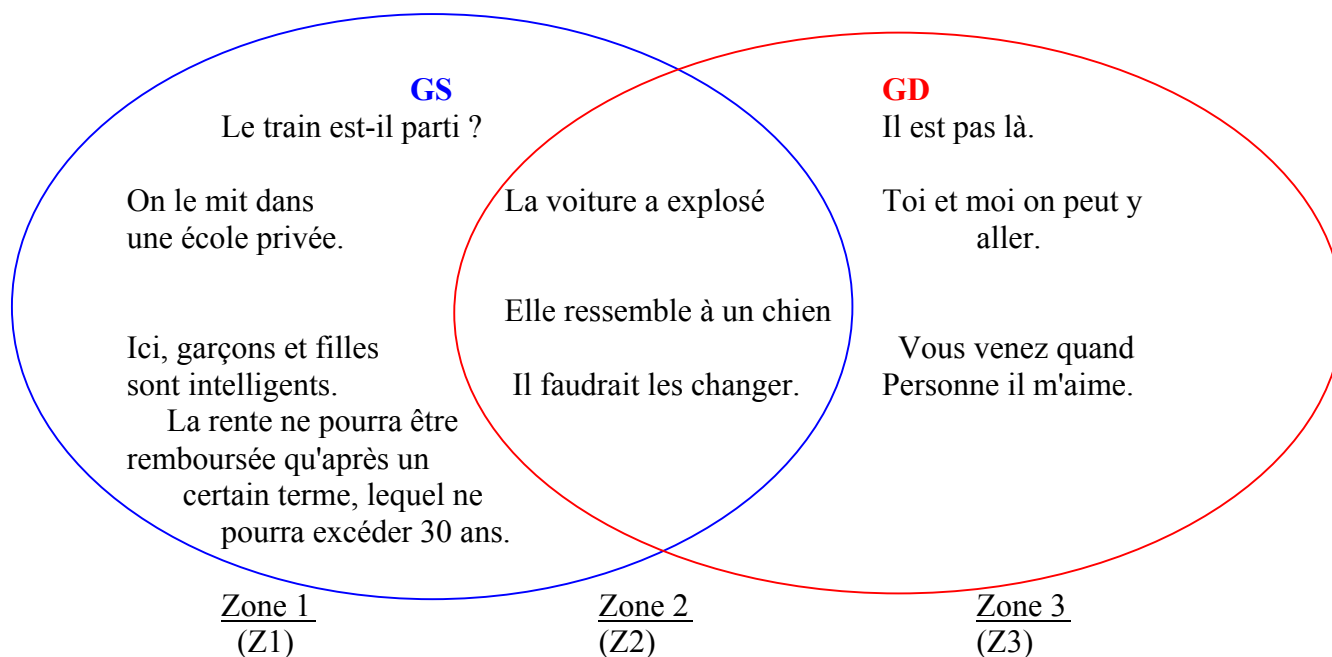 GS
Le train est-il parti ?
On le mit dans
une école privée.
Ici, garçons et filles
sont intelligents.
La rente ne pourra être
remboursée qu'après un
certain terme, lequel ne
pourra excéder 30 ans.
La voiture a explosé
Elle ressemble à un chien
Il faudrait les changer.
GD
Il est pas là.
Toi et moi on peut y
aller.
Vous venez quand
Personne il m'aime.
Zone 1
(Z1)
Zone 2
(Z2)
Zone 3
(Z3)